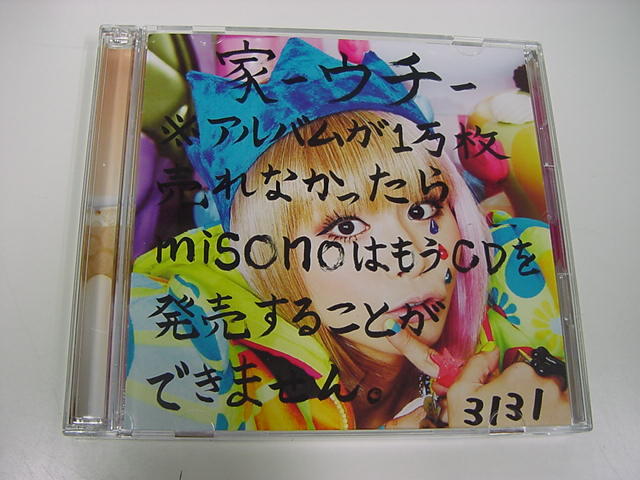 家-ウチ-
※アルバムが1万枚
売れなかったら
misonoはもうCDを
発売することが
できません。
3131